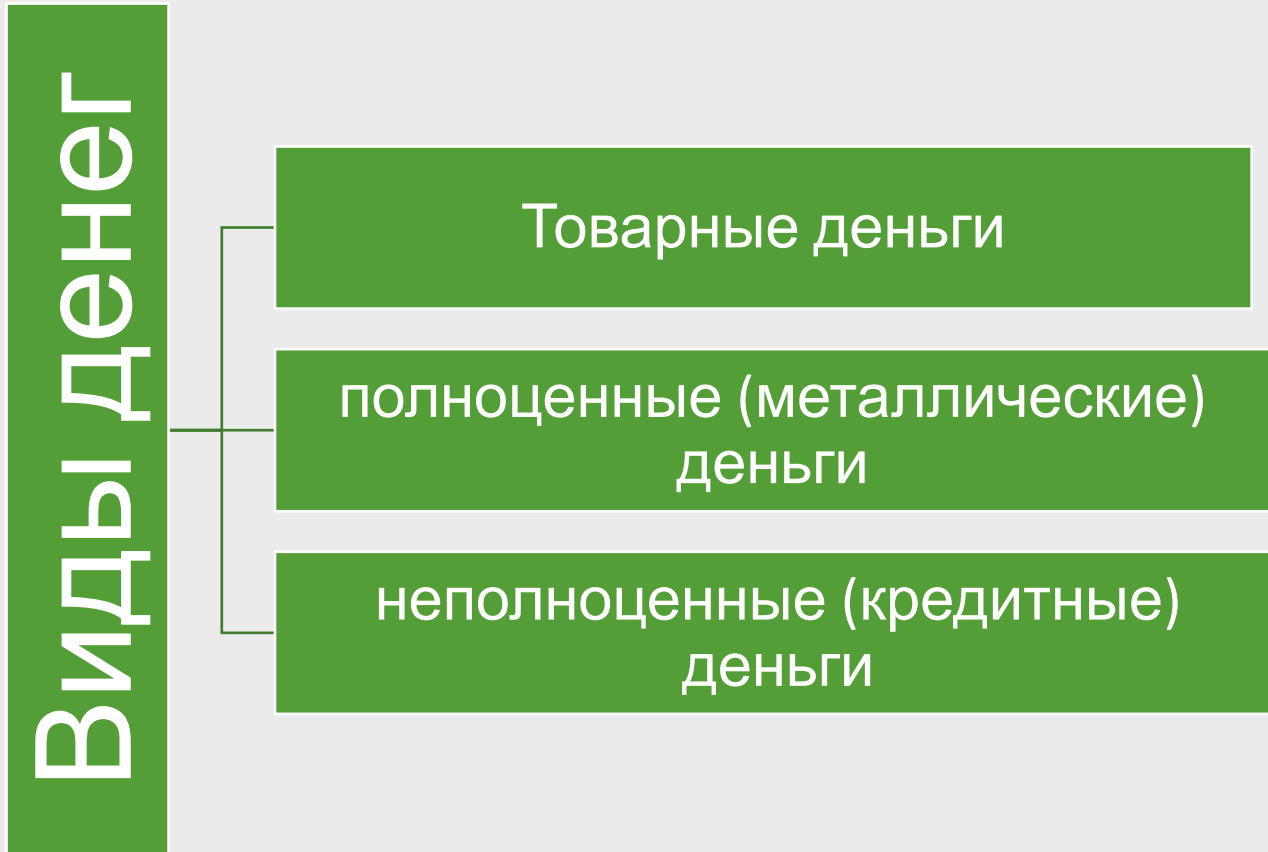 Виды денег
Товарные деньги
полноценные (металлические)
деньги
неполноценные (кредитные)
деньги